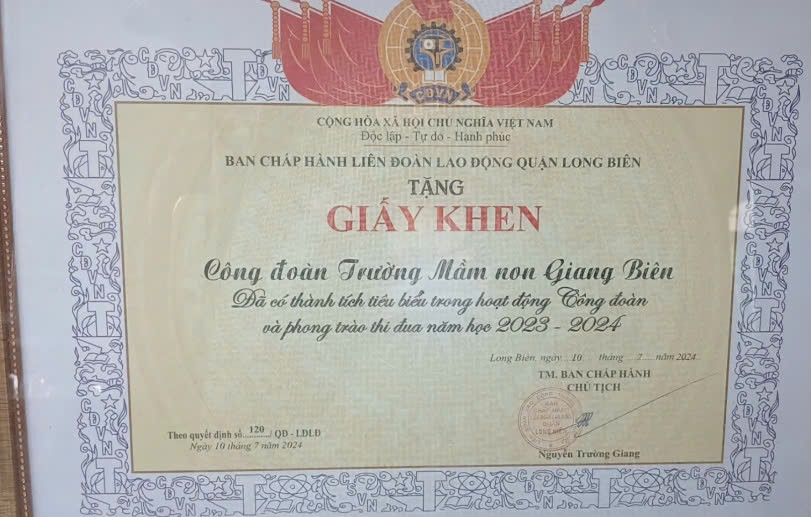 CỘNG HÒA XÃ HỘI CHỦ NGHĨA VIỆT NAM
Độc lập - Tự do - Hạnh phúc
BAN CHẤP HÀNH LIÊN ĐOÀN LAO ĐỘNG QUẬN LONG BIÊN
TẶNG
GIẤY KHEN
Công đoàn Trường Mầm non Giang Biên
Đã có thành tích tiêu biểu trong hoạt động Công đoàn
và phong trào thi đua năm học 2023 - 2024
Long Biên, ngày 10 tháng 7 năm 2024
TM. BAN CHẤP HÀNH
CHỦ TỊCH
Theo quyết định số 120 / QĐ - LĐLĐ
Ngày 10 tháng 7 năm 2024
Nguyễn Trường Giang